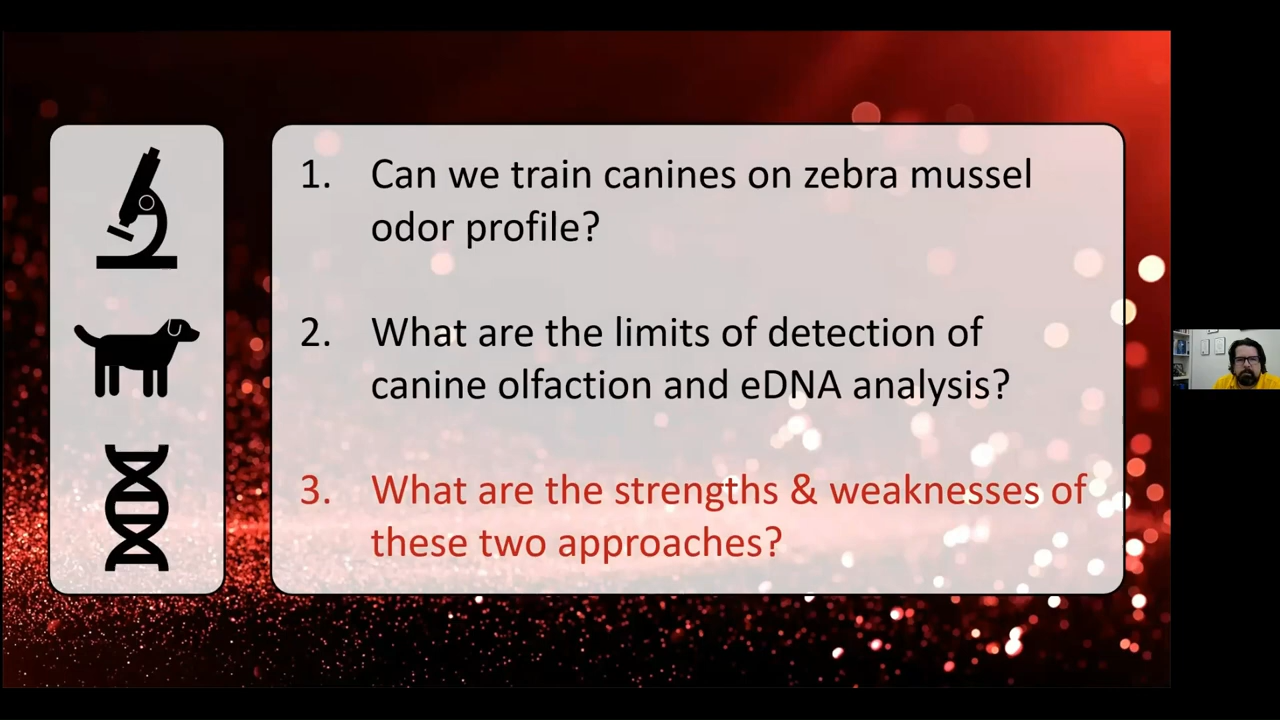 1. Can we train canines on zebra mussel
odor profile?
2. What are the limits of detection of
canine olfaction and eDNA analysis?
3. What are the strengths & weaknesses of
these two approaches?